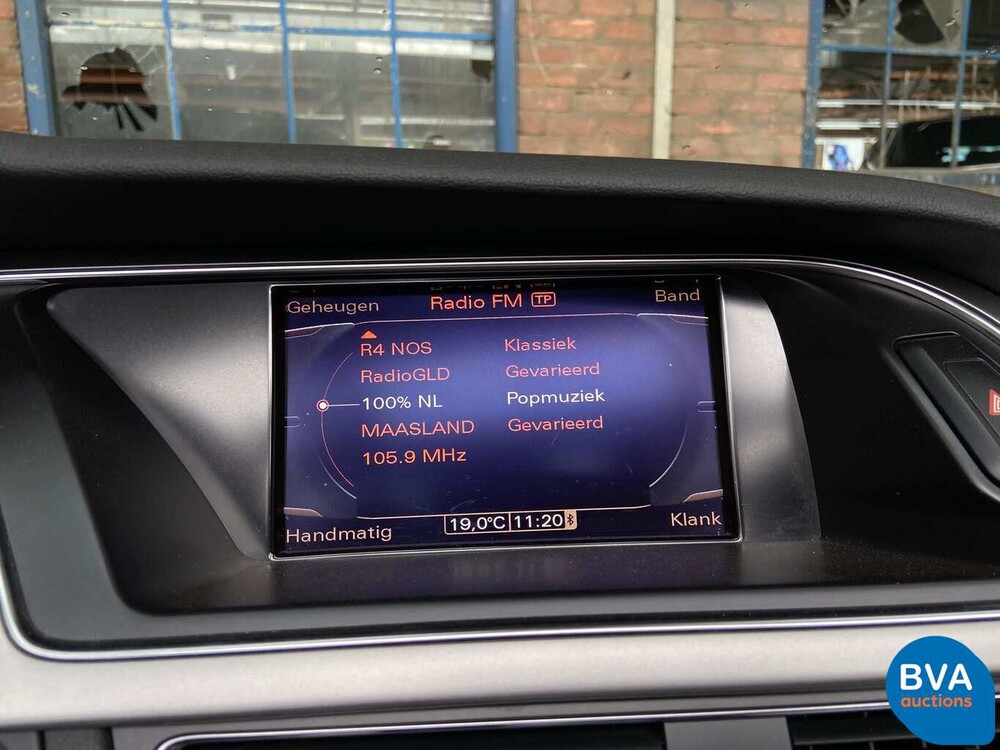 Geheugen Radio FM TP Band
R4 NOS Klassiek
RadioGLD Gevarieerd
100% NL Popmuziek
MAASLAND Gevarieerd
105.9 MHz
Handmatig 19,0°C 11:20 Klank
BVA
auctions